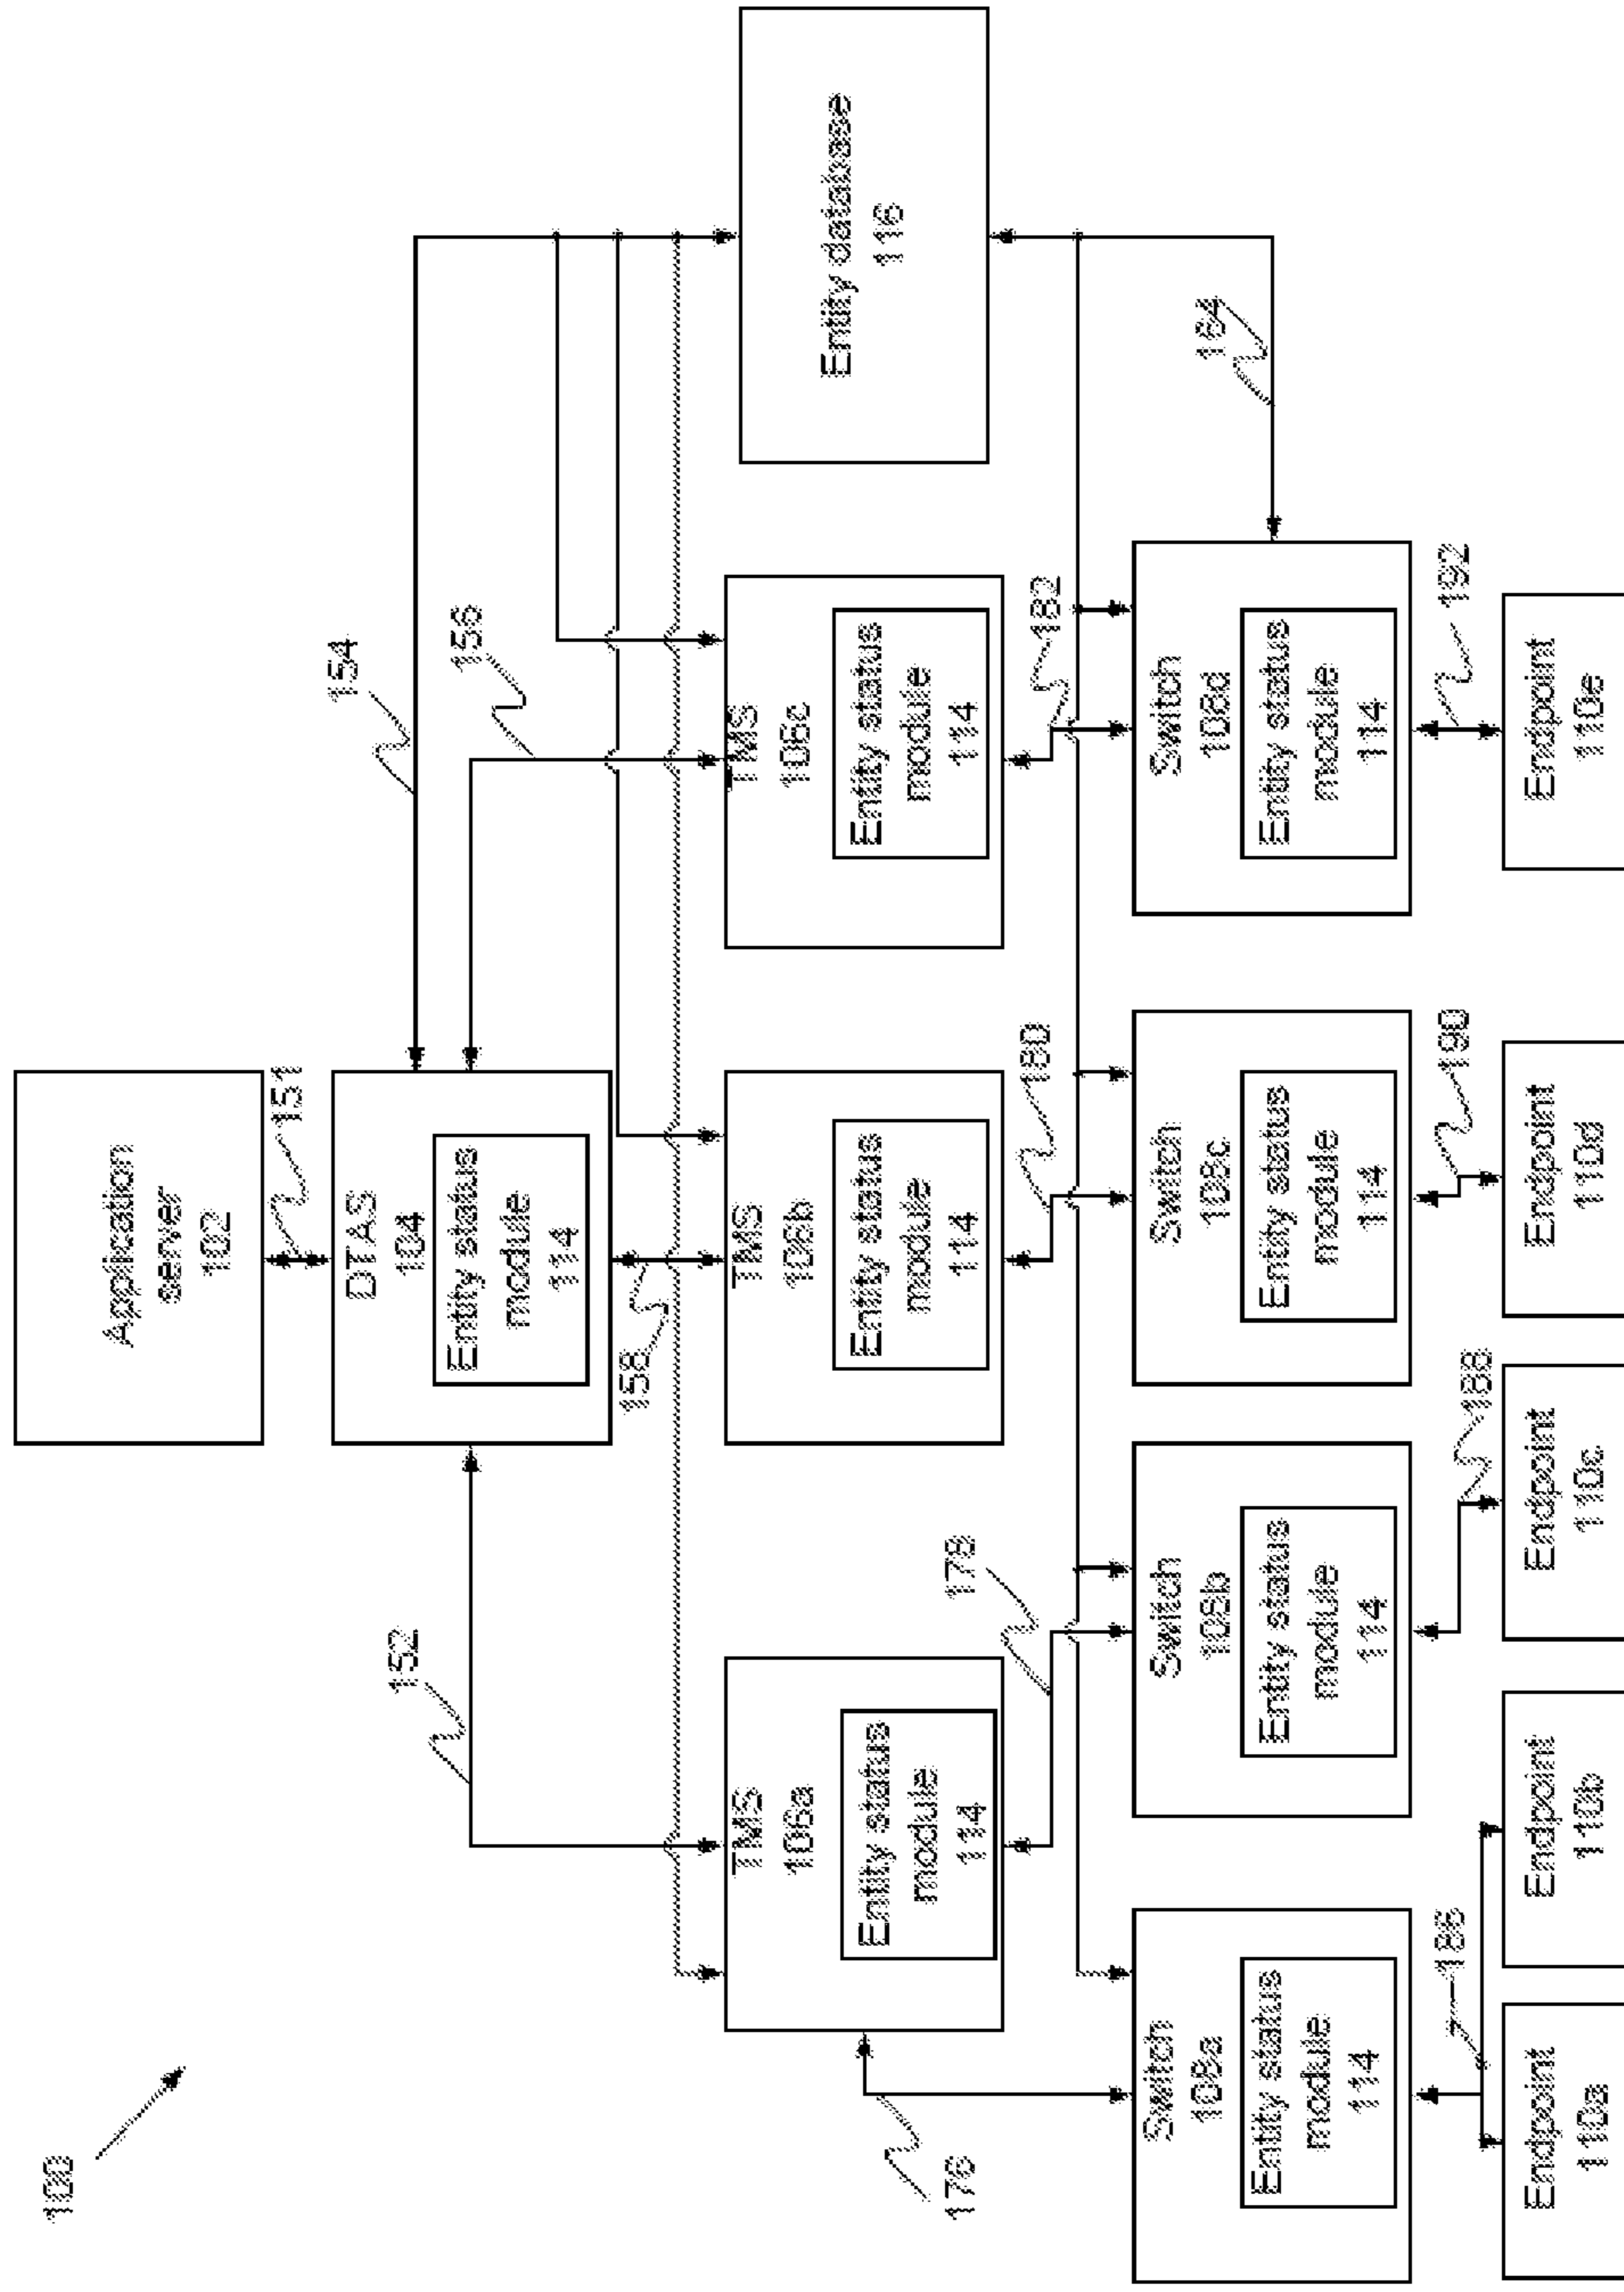 100
Application
server
102
151
DTAS
104
Entity status
module
114
152
154
156
158
TMS
106a
Entity status
module
114
TMS
106b
Entity status
module
114
TMS
106c
Entity status
module
114
Entity database
116
176
178
180
182
184
Switch
108a
Entity status
module
114
Switch
108b
Entity status
module
114
Switch
108c
Entity status
module
114
Switch
108d
Entity status
module
114
186
188
190
192
Endpoint
110a
Endpoint
110b
Endpoint
110c
Endpoint
110d
Endpoint
110e